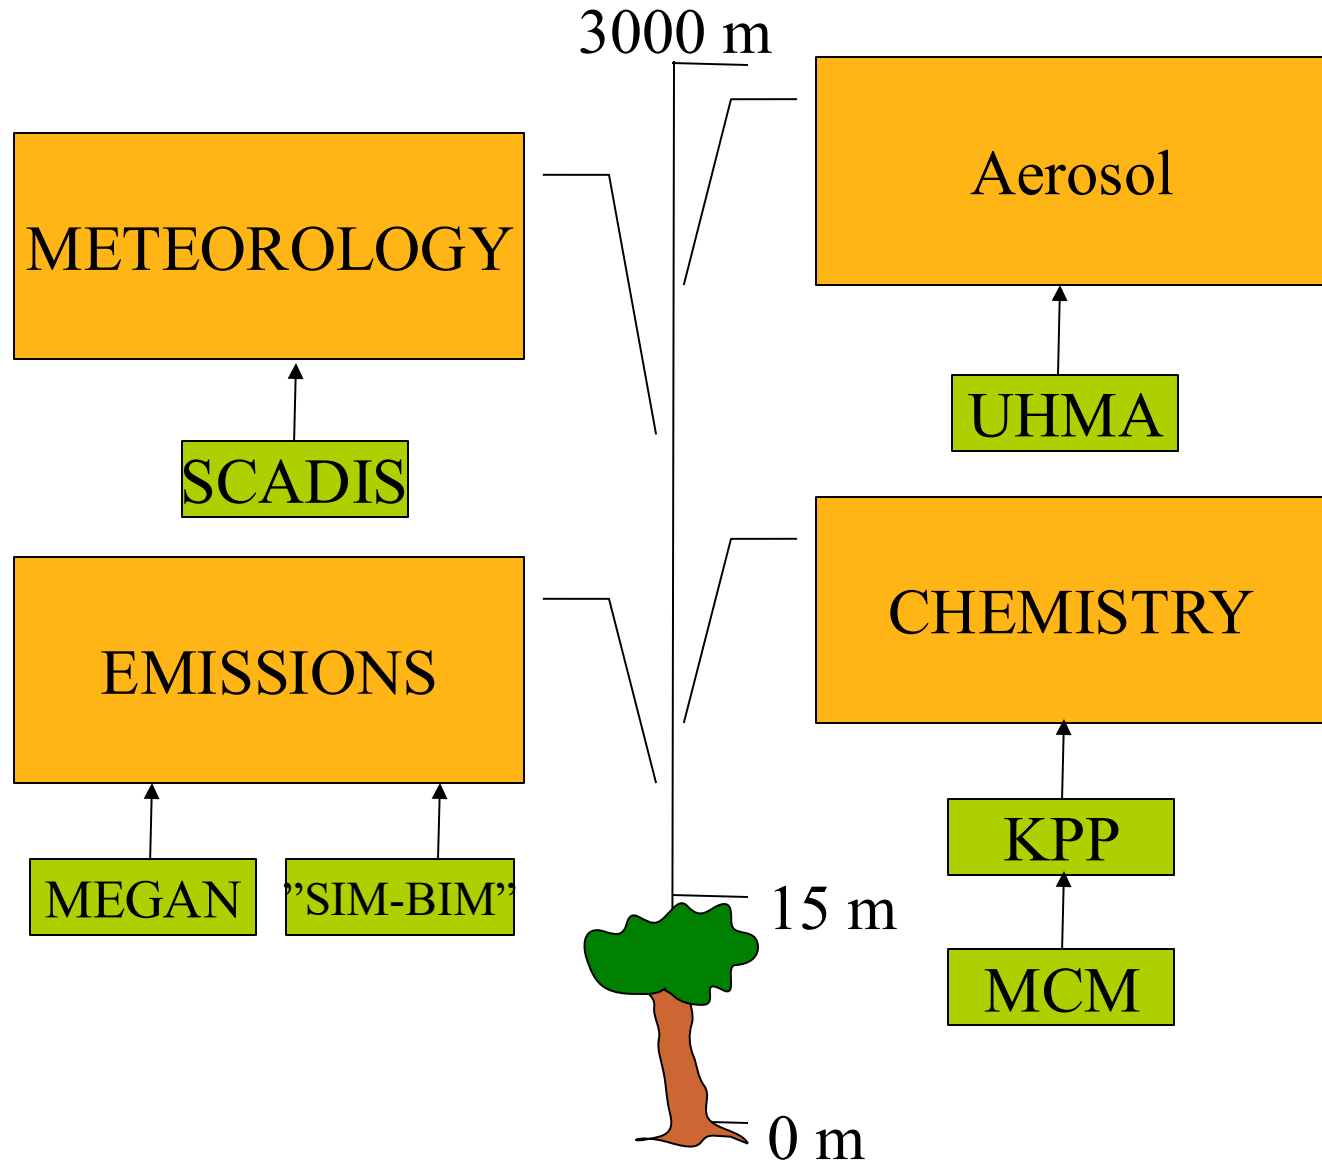 3000 m
METEOROLOGY
Aerosol
SCADIS
UHMA
EMISSIONS
CHEMISTRY
MEGAN
”SIM-BIM”
KPP
15 m
MCM
0 m